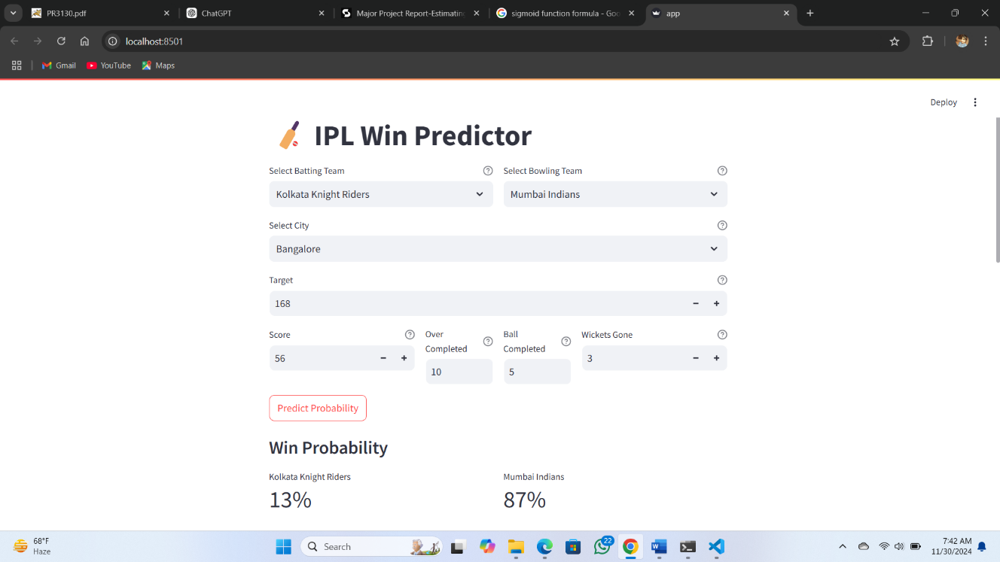 PR3130.pdf
ChatGPT
Major Project Report-Estimating
sigmoid function formula - Goo
app
localhost:8501
Gmail
YouTube
Maps
Deploy
IPL Win Predictor
Select Batting Team
Select Bowling Team
Kolkata Knight Riders
Mumbai Indians
Select City
Bangalore
Target
168
Score
Over
Completed
Ball
Completed
Wickets Gone
56
10
5
3
Predict Probability
Win Probability
Kolkata Knight Riders
Mumbai Indians
13%
87%
68°F
Haze
Search
22
7:42 AM
11/30/2024